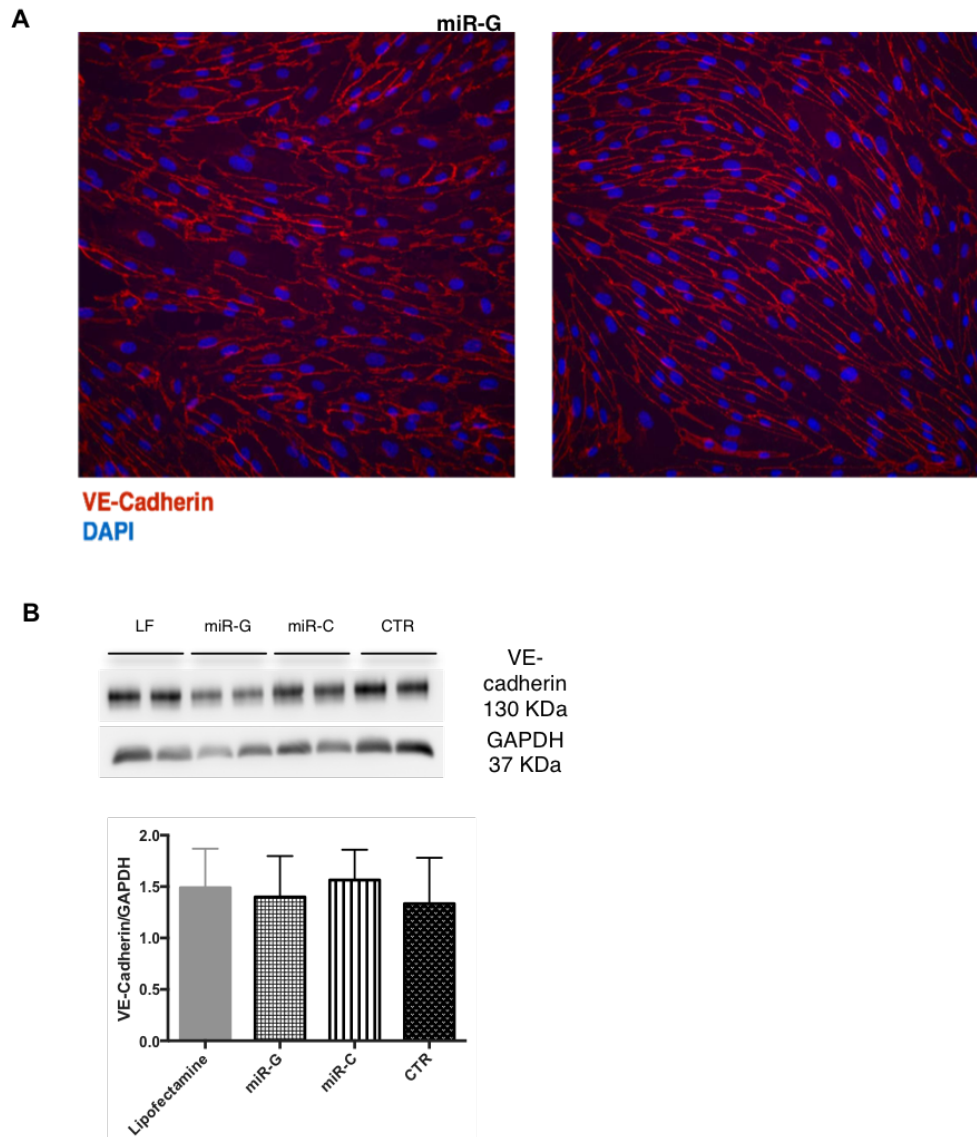 A
miR-G
VE-Cadherin
DAPI
B
LF miR-G miR-C CTR
VE-
cadherin
130 KDa
GAPDH
37 KDa
VE-Cadherin/GAPDH
2.0
1.5
1.0
0.5
0.0
Lipofectamine
miR-G
miR-C
CTR